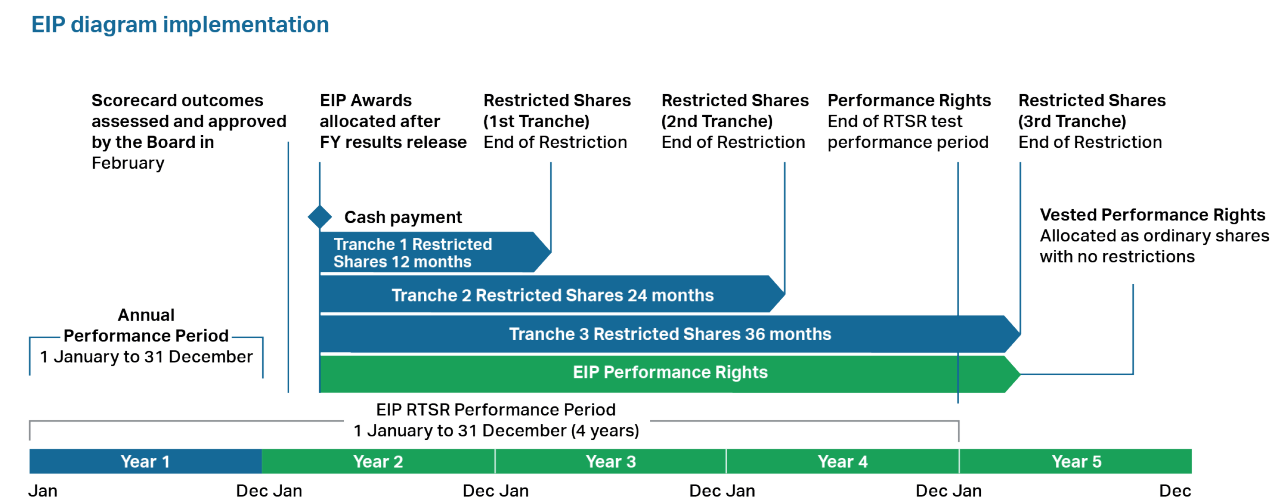 EIP diagram implementation
Scorecard outcomes
assessed and approved
by the Board in
February
EIP Awards
allocated after
FY results release
Restricted Shares
(1st Tranche)
End of Restriction
Restricted Shares
(2nd Tranche)
End of Restriction
Performance Rights
End of RTSR test
performance period
Restricted Shares
(3rd Tranche)
End of Restriction
Vested Performance Rights
Allocated as ordinary shares
with no restrictions
Cash payment
Tranche 1 Restricted
Shares 12 months
Tranche 2 Restricted Shares 24 months
Tranche 3 Restricted Shares 36 months
EIP Performance Rights
Annual
Performance Period
1 January to 31 December
EIP RTSR Performance Period
1 January to 31 December (4 years)
Year 1
Year 2
Year 3
Year 4
Year 5
Jan
Dec Jan
Dec Jan
Dec Jan
Dec Jan
Dec